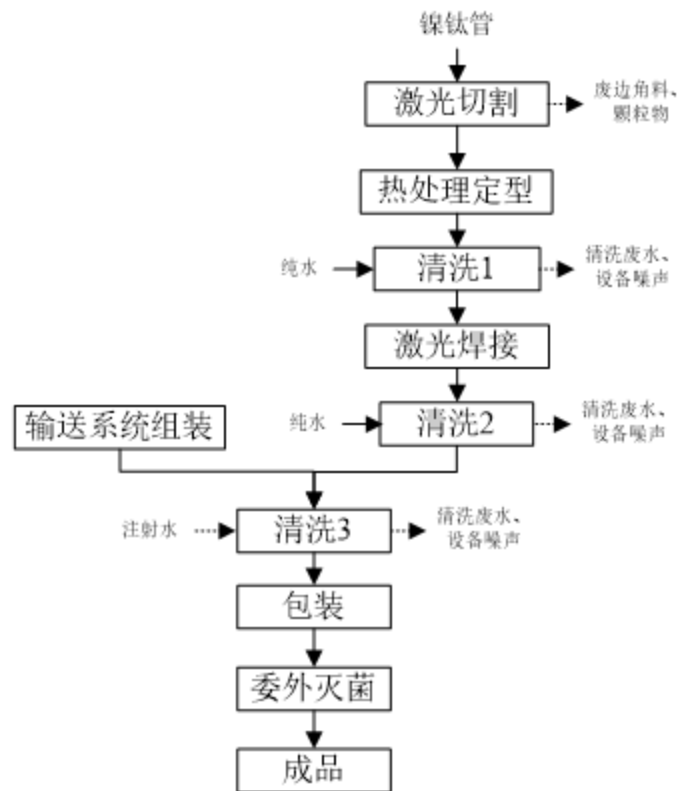 镍钛管
激光切割
废边角料、
颗粒物
热处理定型
纯水
清洗1
清洗废水、
设备噪声
激光焊接
输送系统组装
纯水
清洗2
清洗废水、
设备噪声
注射水
清洗3
清洗废水、
设备噪声
包装
委外灭菌
成品